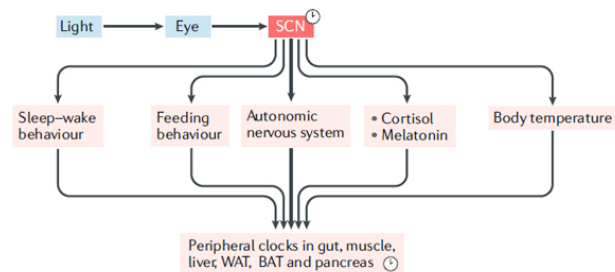 Light
Eye
SCN
Sleep–wake
behaviour
Feeding
behaviour
Autonomic
nervous system
• Cortisol
• Melatonin
Body temperature
Peripheral clocks in gut, muscle,
liver, WAT, BAT and pancreas